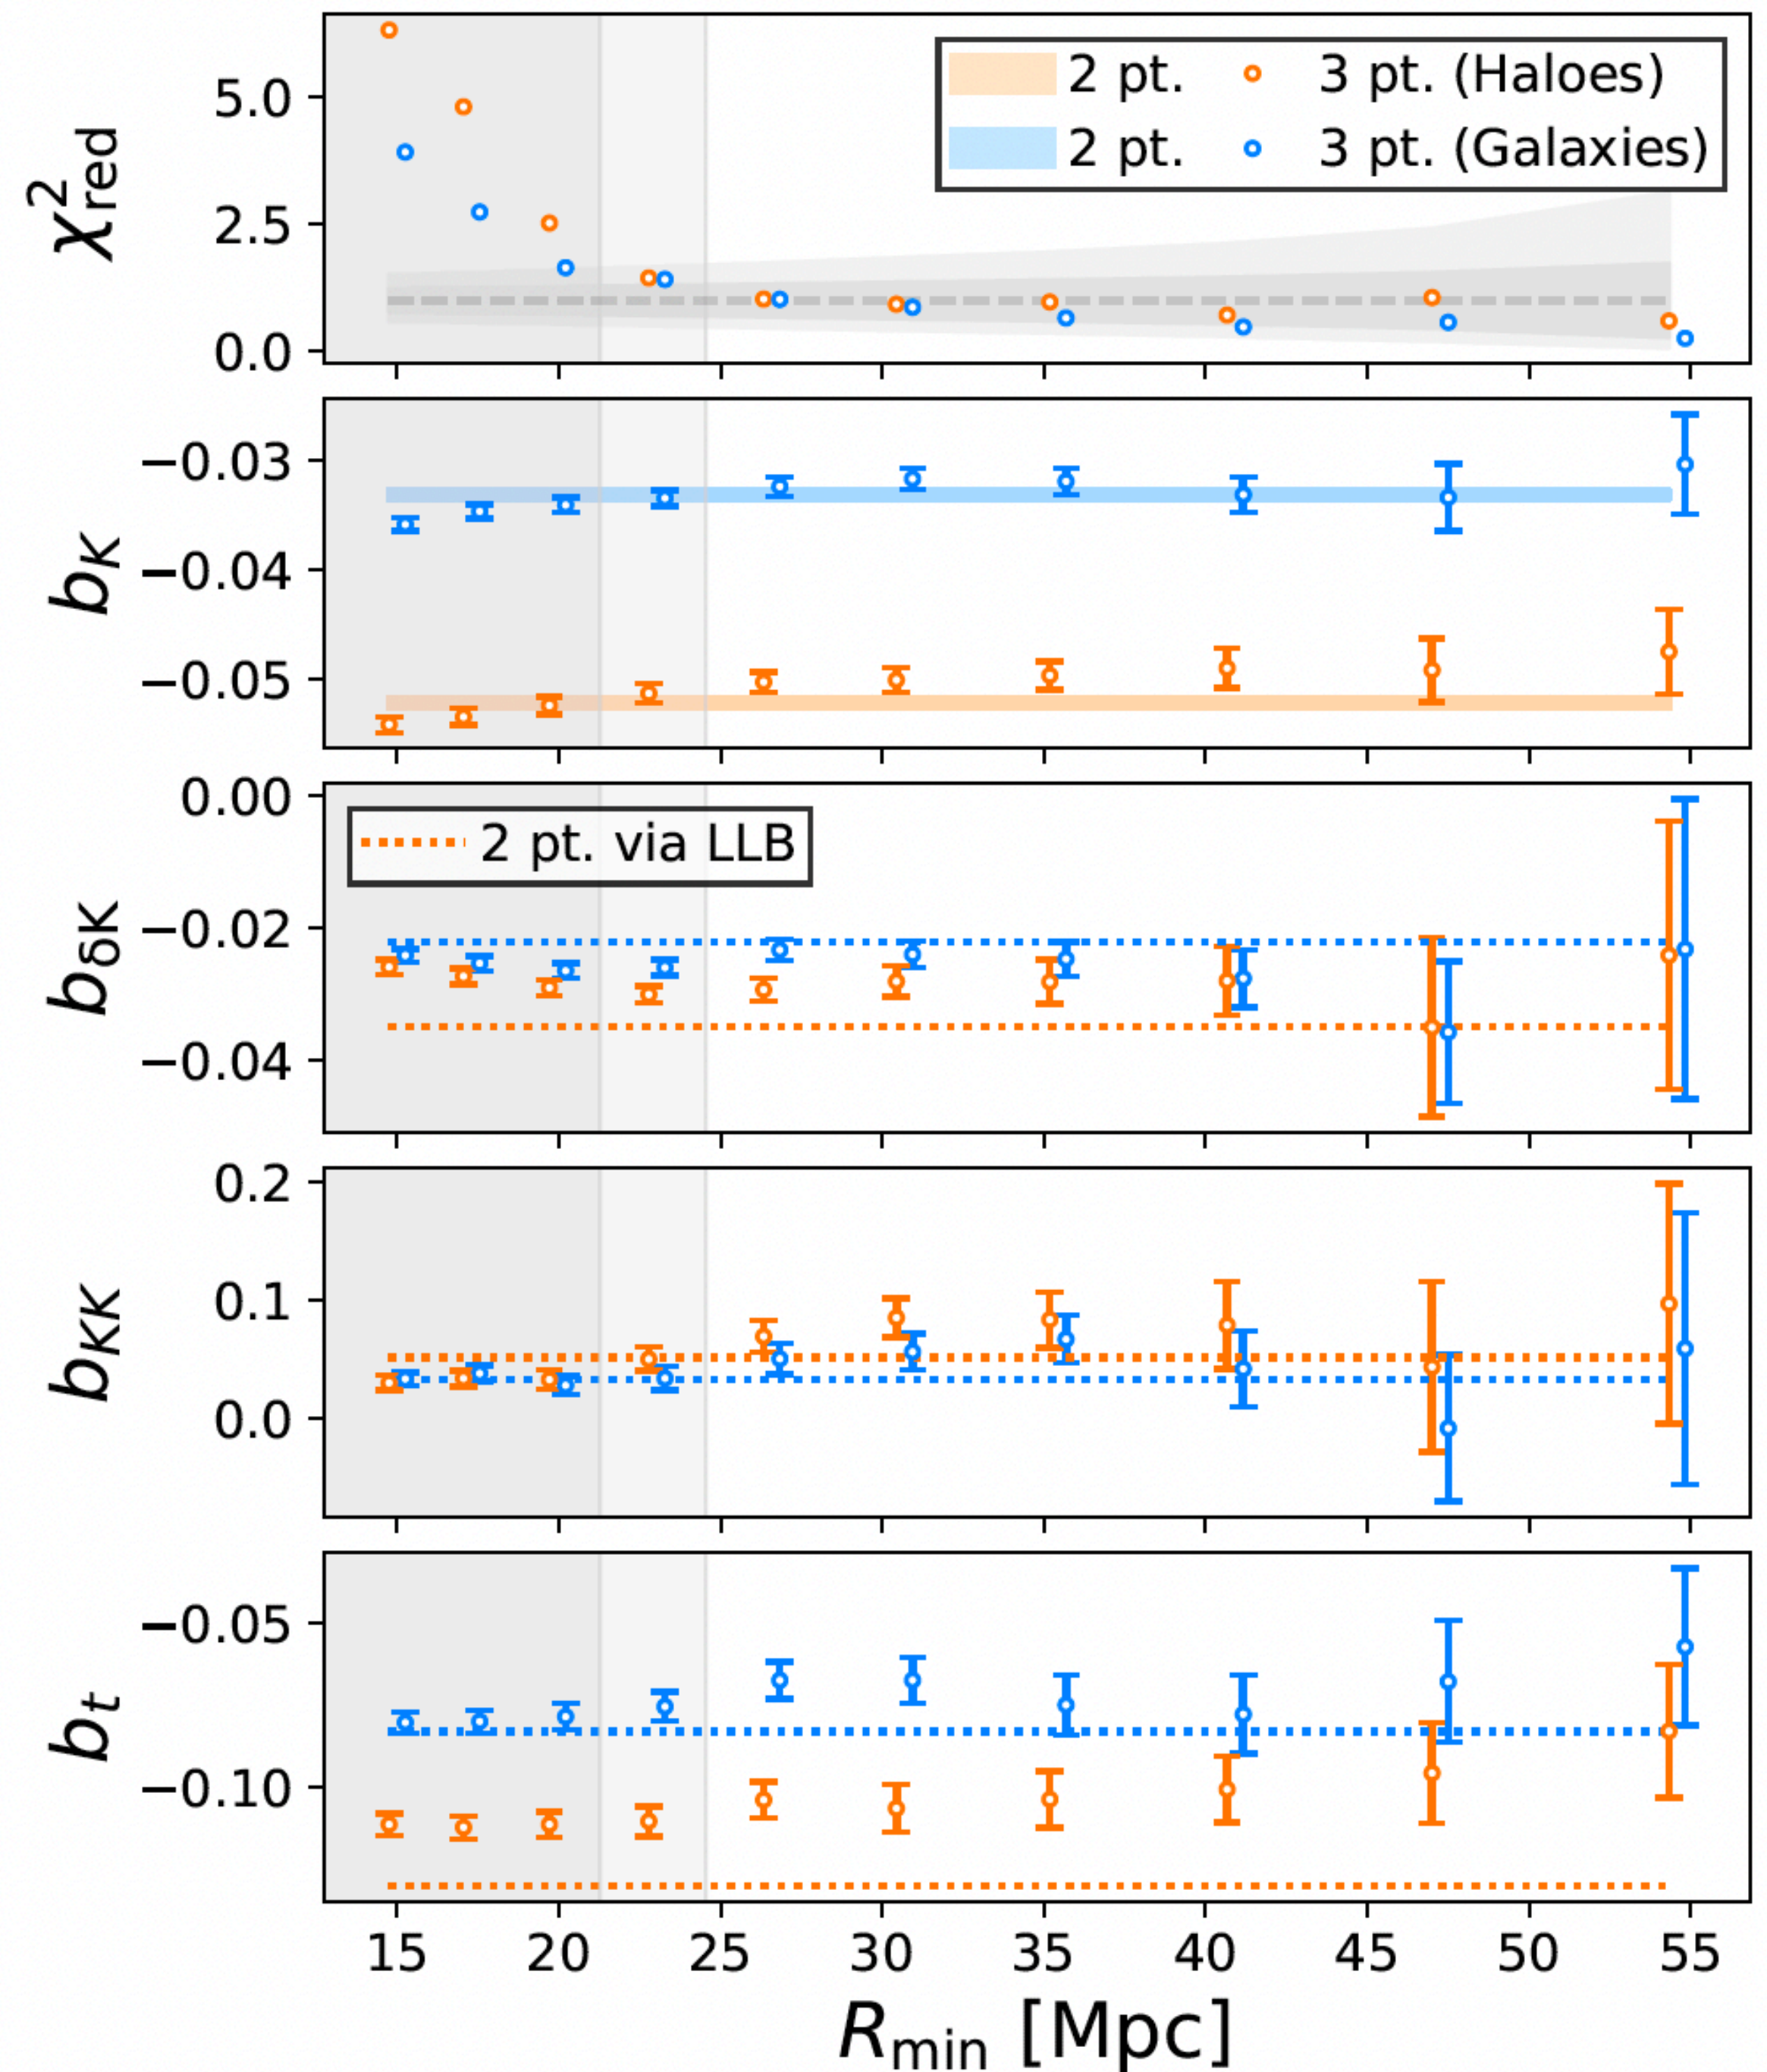 2 pt. 3 pt. (Haloes)
2 pt. 3 pt. (Galaxies)
χ²red
5.0
2.5
0.0
bK
−0.03
−0.04
−0.05
2 pt. via LLB
bδK
0.00
−0.02
−0.04
bKK
0.2
0.1
0.0
bt
−0.05
−0.10
15 20 25 30 35 40 45 50 55
Rmin [Mpc]